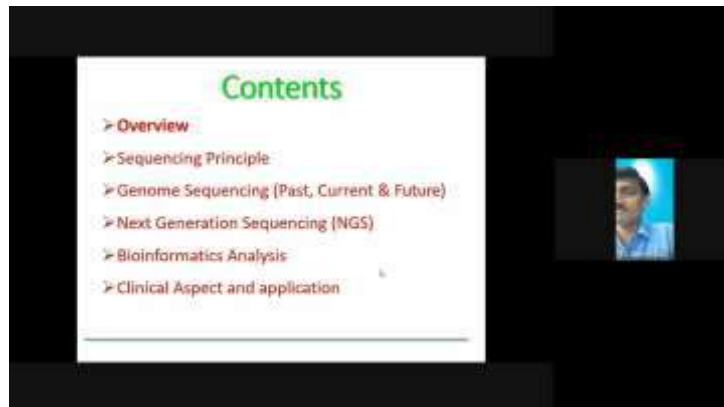 Contents
➢Overview
➢Sequencing Principle
➢Genome Sequencing (Past, Current & Future)
➢Next Generation Sequencing (NGS)
➢Bioinformatics Analysis
➢Clinical Aspect and application